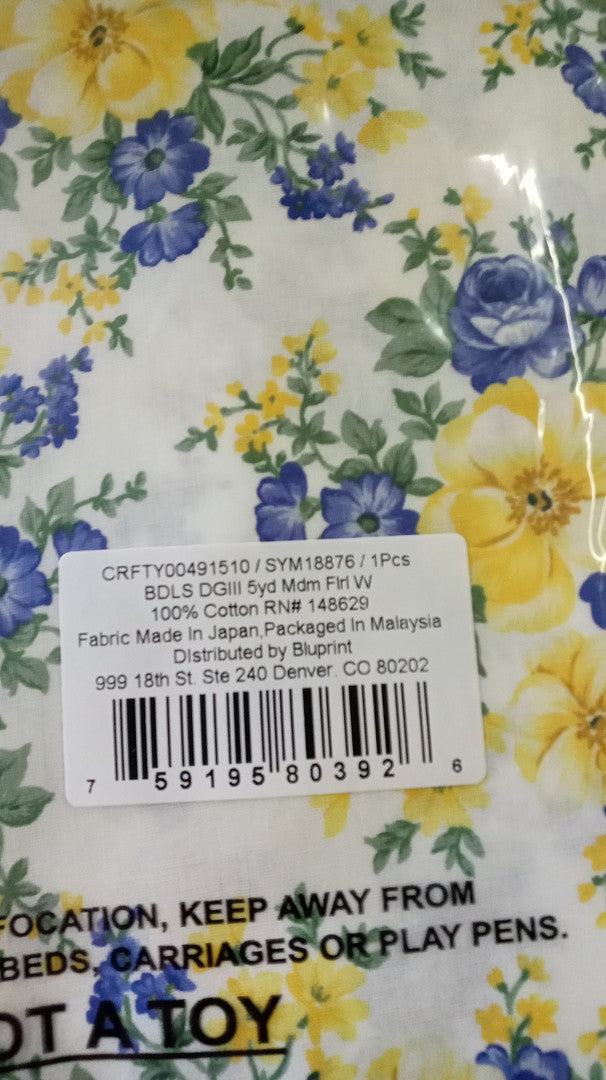 CRFTY00491510 / SYM18876 / 1Pcs
BDLS DGIII 5yd Mdm Flrl W
100% Cotton RN# 148629
Fabric Made In Japan,Packaged In Malaysia
Distributed by Bluprint
999 18th St. Ste 240 Denver. CO 80202
7 59195 80392 6
FOCATION, KEEP AWAY FROM
BEDS, CARRIAGES OR PLAY PENS.
OT A TOY